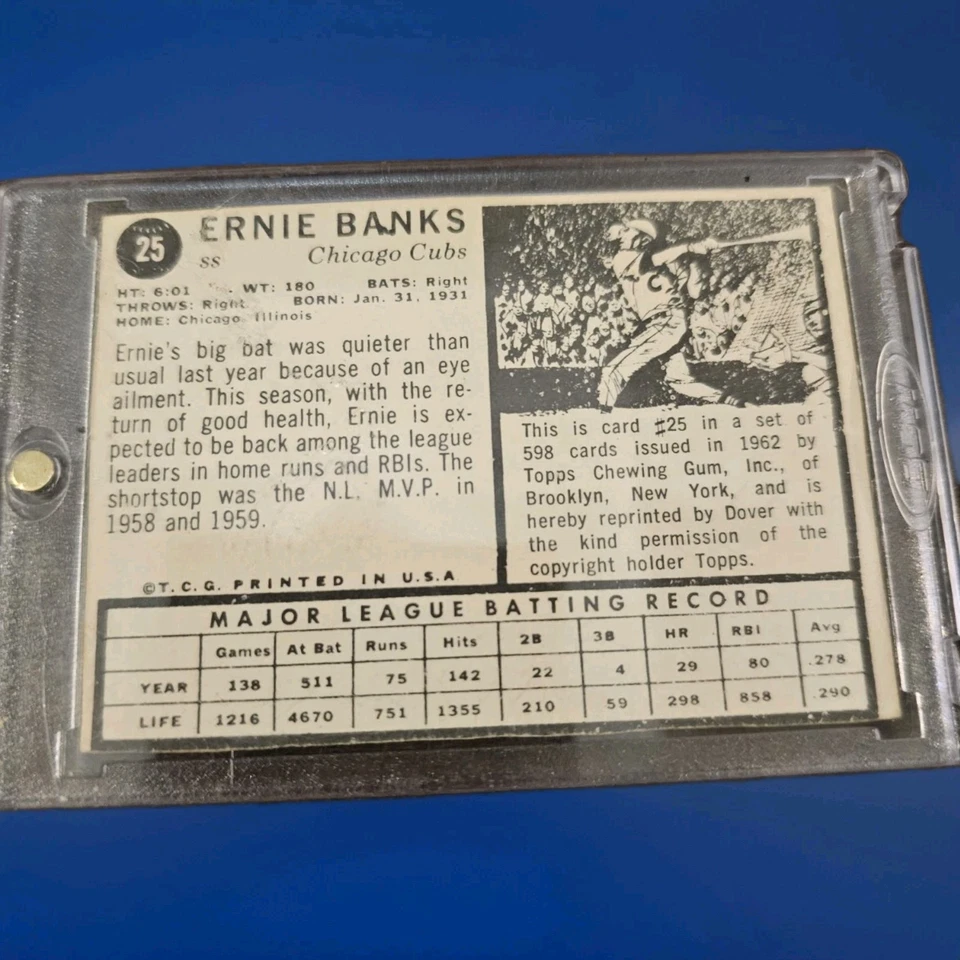 25
ERNIE BANKS
SS Chicago Cubs
HT: 6:01 WT: 180 BATS: Right
THROWS: Right BORN: Jan. 31, 1931
HOME: Chicago Illinois
Ernie's big bat was quieter than
usual last year because of an eye
ailment. This season, with the re-
turn of good health, Ernie is ex-
pected to be back among the league
leaders in home runs and RBIs. The
shortstop was the N.L. M.V.P. in
1958 and 1959.
©T.C.G. PRINTED IN U.S.A
This is card #25 in a set of
598 cards issued in 1962 by
Topps Chewing Gum, Inc., of
Brooklyn, New York, and is
hereby reprinted by Dover with
the kind permission of the
copyright holder Topps.
MAJOR LEAGUE BATTING RECORD
Games At Bat Runs Hits 2B 3B HR RBI Avg
YEAR 138 511 75 142 22 4 29 80 .278
LIFE 1216 4670 751 1355 210 59 298 858 .290